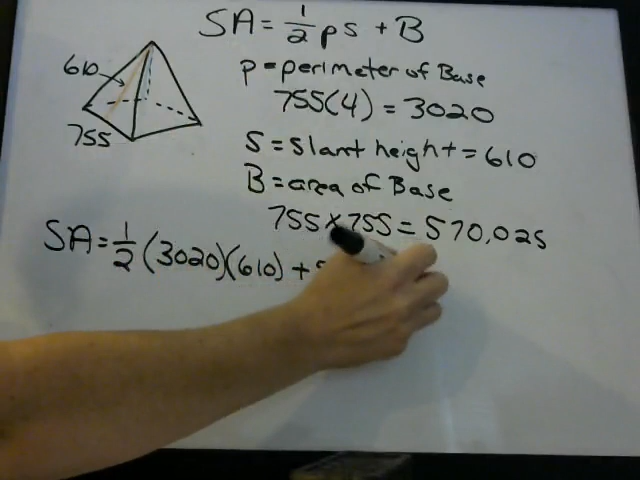 SA = 1/2 ps + B
610
p = perimeter of Base
755(4) = 3020
755
S = slant height = 610
B = area of Base
755 x 755 = 570,025
SA = 1/2 (3020)(610) +